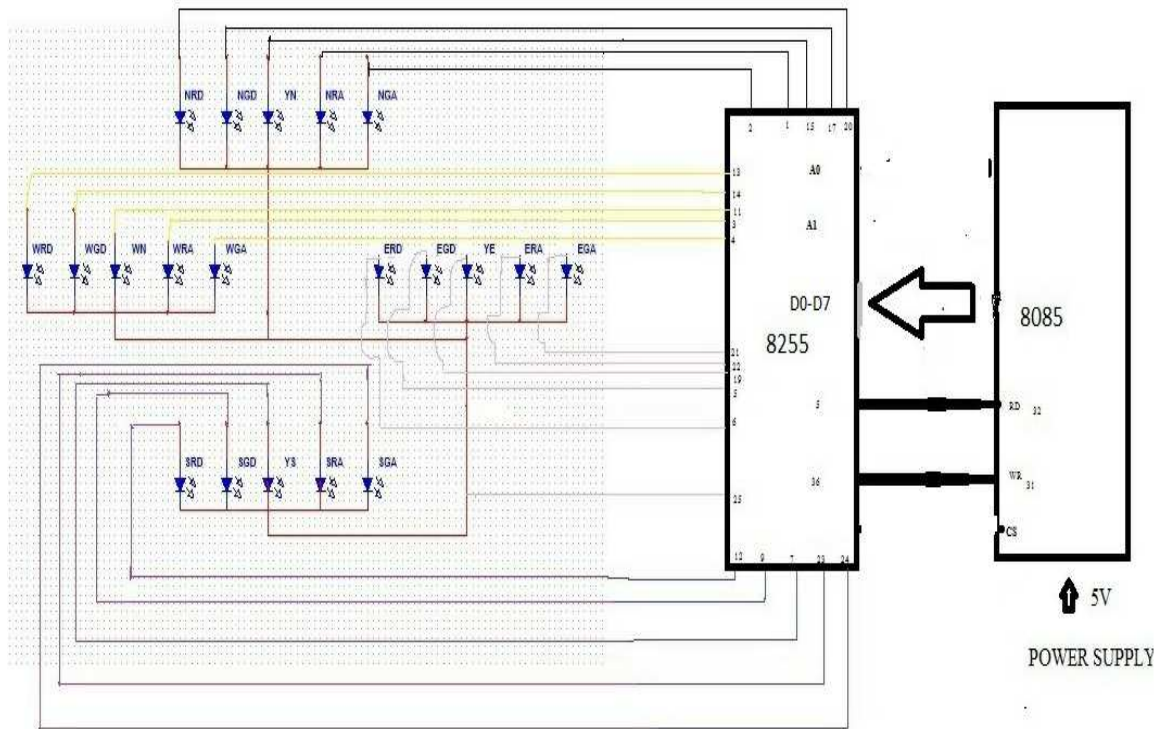 NRD NGD YN NRA NGA
2 1 15 17 20
A0
13
14
11
3
4
A1
WRD WGD WN WRA WGA
ERD EGD YE ERA EGA
D0-D7
8255
8085
21
22
19
3
6
5
RD 32
SRD SGD YS SRA SGA
25
36
WR 31
CS
12 9 7 23 24
5V
POWER SUPPLY